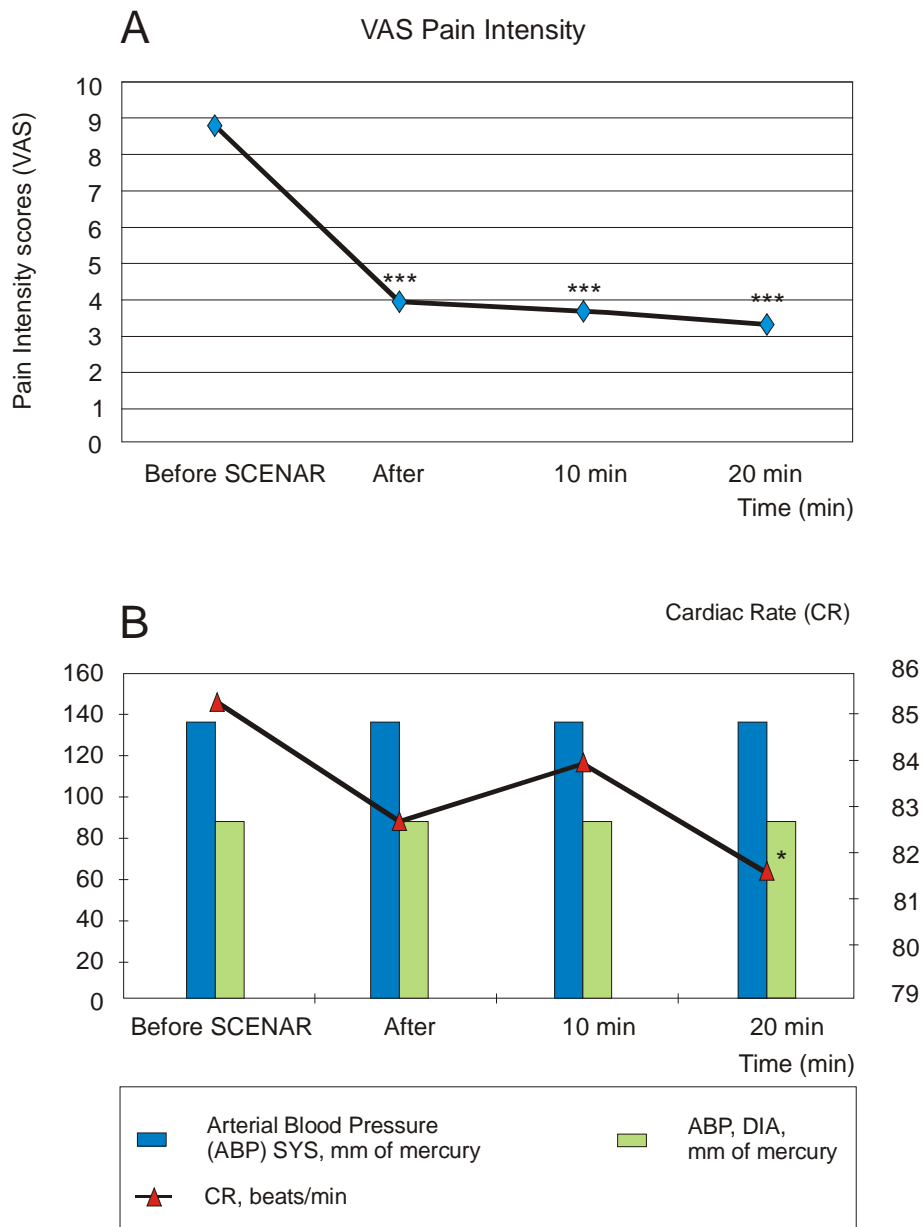 A
VAS Pain Intensity
Pain Intensity scores (VAS)
10
9
8
7
6
5
4
3
2
1
0
***
***
***
Before SCENAR After 10 min 20 min
Time (min)
B
Cardiac Rate (CR)
160
140
120
100
80
60
40
20
0
86
85
84
83
82
81
80
79
*
Before SCENAR After 10 min 20 min
Time (min)
Arterial Blood Pressure
(ABP) SYS, mm of mercury
ABP, DIA,
mm of mercury
CR, beats/min